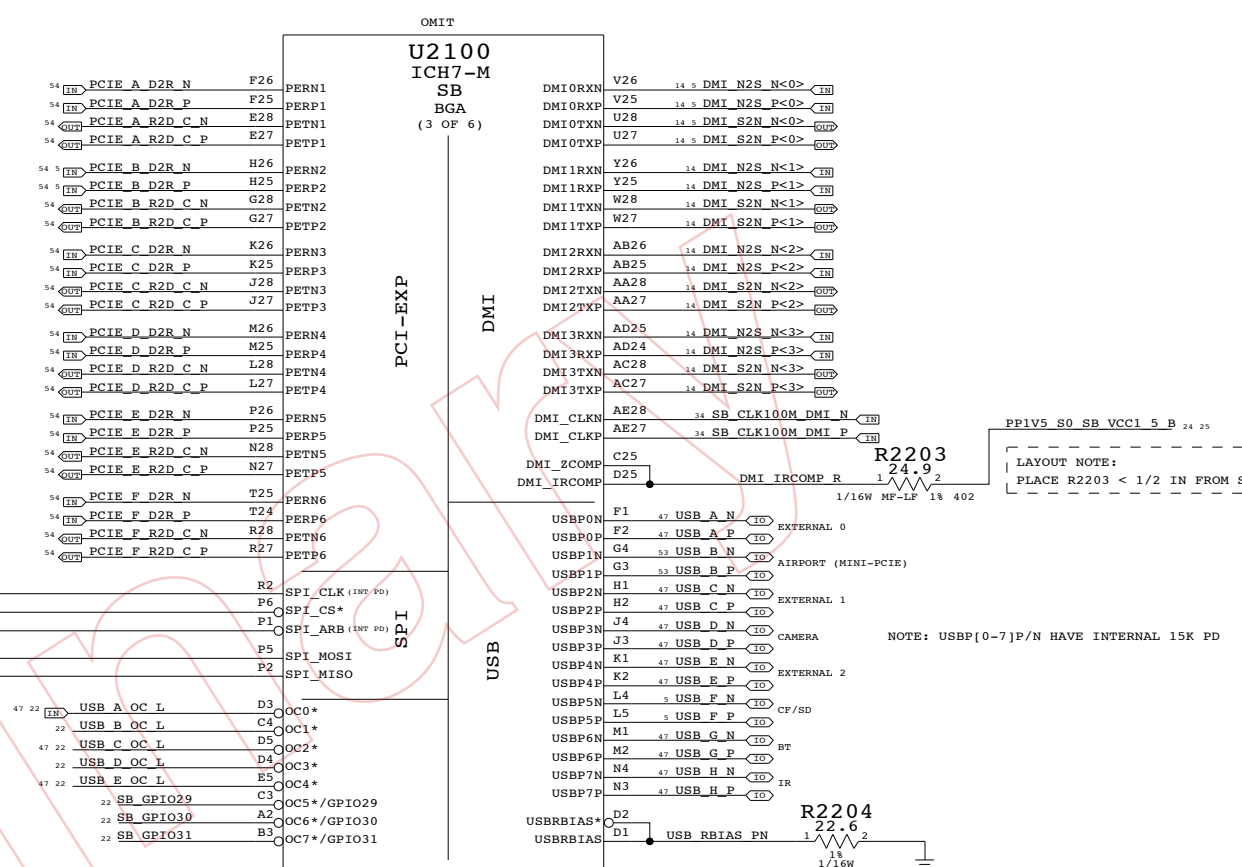 OMIT
U2100
ICH7-M
SB
BGA
(3 OF 6)
54 IN PCIE_A_D2R_N F26 PERN1
54 IN PCIE_A_D2R_P F25 PERP1
54 OUT PCIE_A_R2D_C_N E28 PETN1
54 OUT PCIE_A_R2D_C_P E27 PETP1
54 5 IN PCIE_B_D2R_N H26 PERN2
54 5 IN PCIE_B_D2R_P H25 PERP2
54 OUT PCIE_B_R2D_C_N G28 PETN2
54 OUT PCIE_B_R2D_C_P G27 PETP2
54 IN PCIE_C_D2R_N K26 PERN3
54 IN PCIE_C_D2R_P K25 PERP3
54 OUT PCIE_C_R2D_C_N J28 PETN3
54 OUT PCIE_C_R2D_C_P J27 PETP3
54 IN PCIE_D_D2R_N M26 PERN4
54 IN PCIE_D_D2R_P M25 PERP4
54 OUT PCIE_D_R2D_C_N L28 PETN4
54 OUT PCIE_D_R2D_C_P L27 PETP4
54 IN PCIE_E_D2R_N P26 PERN5
54 IN PCIE_E_D2R_P P25 PERP5
54 OUT PCIE_E_R2D_C_N N28 PETN5
54 OUT PCIE_E_R2D_C_P N27 PETP5
54 IN PCIE_F_D2R_N T25 PERN6
54 IN PCIE_F_D2R_P T24 PERP6
54 OUT PCIE_F_R2D_C_N R28 PETN6
54 OUT PCIE_F_R2D_C_P R27 PETP6
R2 SPI_CLK (INT PD)
P6 SPI_CS*
P1 SPI_ARB (INT PD)
P5 SPI_MOSI
P2 SPI_MISO
47 22 IN USB_A_OC_L D3 OC0*
22 USB_B_OC_L C4 OC1*
47 22 USB_C_OC_L D5 OC2*
22 USB_D_OC_L D4 OC3*
47 22 USB_E_OC_L E5 OC4*
22 SB_GPIO29 C3 OC5*/GPIO29
22 SB_GPIO30 A2 OC6*/GPIO30
22 SB_GPIO31 B3 OC7*/GPIO31
PCI-EXP
SPI
DMI
USB
DMI0RXN V26 14 5 DMI_N2S_N<0> IN
DMI0RXP V25 14 5 DMI_N2S_P<0> IN
DMI0TXN U28 14 5 DMI_S2N_N<0> OUT
DMI0TXP U27 14 5 DMI_S2N_P<0> OUT
DMI1RXN Y26 14 DMI_N2S_N<1> IN
DMI1RXP Y25 14 DMI_N2S_P<1> IN
DMI1TXN W28 14 DMI_S2N_N<1> OUT
DMI1TXP W27 14 DMI_S2N_P<1> OUT
DMI2RXN AB26 14 DMI_N2S_N<2> IN
DMI2RXP AB25 14 DMI_N2S_P<2> IN
DMI2TXN AA28 14 DMI_S2N_N<2> OUT
DMI2TXP AA27 14 DMI_S2N_P<2> OUT
DMI3RXN AD25 14 DMI_N2S_N<3> IN
DMI3RXP AD24 14 DMI_N2S_P<3> IN
DMI3TXN AC28 14 DMI_S2N_N<3> OUT
DMI3TXP AC27 14 DMI_S2N_P<3> OUT
DMI_CLKN AE28 34 SB_CLK100M_DMI_N IN
DMI_CLKP AE27 34 SB_CLK100M_DMI_P IN
DMI_ZCOMP C25
DMI_IRCOMP D25 DMI_IRCOMP_R
R2203
24.9
1 2
1/16W MF-LF 1% 402
PP1V5_S0_SB_VCC1_5_B 24 25
LAYOUT NOTE:
PLACE R2203 < 1/2 IN FROM S
USBP0N F1 47 USB_A_N IO
USBP0P F2 47 USB_A_P IO
EXTERNAL 0
USBP1N G4 53 USB_B_N IO
USBP1P G3 53 USB_B_P IO
AIRPORT (MINI-PCIE)
USBP2N H1 47 USB_C_N IO
USBP2P H2 47 USB_C_P IO
EXTERNAL 1
USBP3N J4 47 USB_D_N IO
USBP3P J3 47 USB_D_P IO
CAMERA
NOTE: USBP[0-7]P/N HAVE INTERNAL 15K PD
USBP4N K1 47 USB_E_N IO
USBP4P K2 47 USB_E_P IO
EXTERNAL 2
USBP5N L4 5 USB_F_N IO
USBP5P L5 5 USB_F_P IO
CF/SD
USBP6N M1 47 USB_G_N IO
USBP6P M2 47 USB_G_P IO
BT
USBP7N N4 47 USB_H_N IO
USBP7P N3 47 USB_H_P IO
IR
USBRBIAS* D2
USBRBIAS D1 USB_RBIAS_PN
R2204
22.6
1 2
1%
1/16W
nary